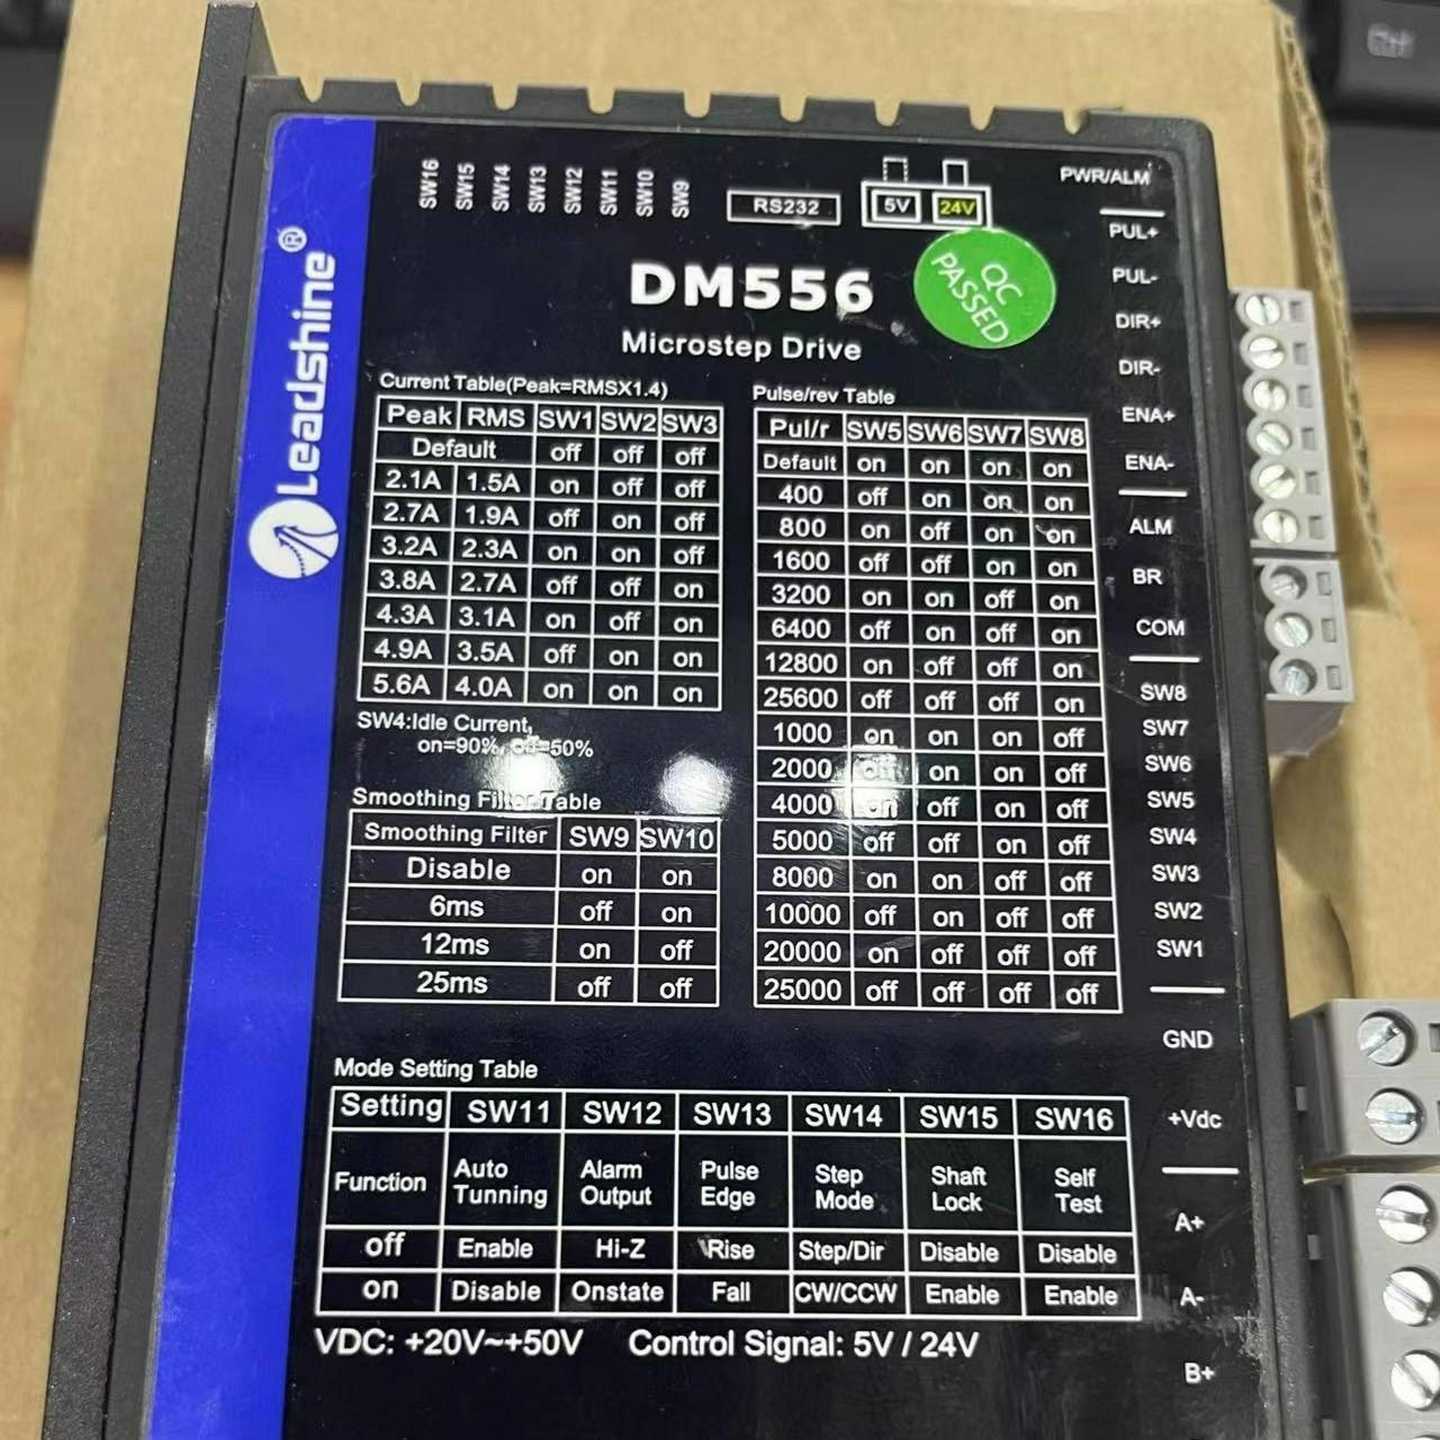 SW16 SW15 SW14 SW13 SW12 SW11 SW10 SW9
RS232
5V 24V
PWR/ALM
Leadshine®
DM556
Microstep Drive
QC
PASSED
Current Table(Peak=RMSX1.4)
Peak RMS SW1 SW2 SW3
Default off off off
2.1A 1.5A on off off
2.7A 1.9A off on off
3.2A 2.3A on on off
3.8A 2.7A off off on
4.3A 3.1A on off on
4.9A 3.5A off on on
5.6A 4.0A on on on
SW4:Idle Current,
on=90%, off=50%
Smoothing Filter Table
Smoothing Filter SW9 SW10
Disable on on
6ms off on
12ms on off
25ms off off
Pulse/rev Table
Pul/r SW5 SW6 SW7 SW8
Default on on on on
400 off on on on
800 on off on on
1600 off off on on
3200 on on off on
6400 off on off on
12800 on off off on
25600 off off off on
1000 on on on off
2000 off on on off
4000 on off on off
5000 off off on off
8000 on on off off
10000 off on off off
20000 on off off off
25000 off off off off
Mode Setting Table
Setting SW11 SW12 SW13 SW14 SW15 SW16
Function Auto Tunning Alarm Output Pulse Edge Step Mode Shaft Lock Self Test
off Enable Hi-Z Rise Step/Dir Disable Disable
on Disable Onstate Fall CW/CCW Enable Enable
VDC: +20V~+50V Control Signal: 5V / 24V
PUL+
PUL-
DIR+
DIR-
ENA+
ENA-
ALM
BR
COM
SW8
SW7
SW6
SW5
SW4
SW3
SW2
SW1
GND
+Vdc
A+
A-
B+